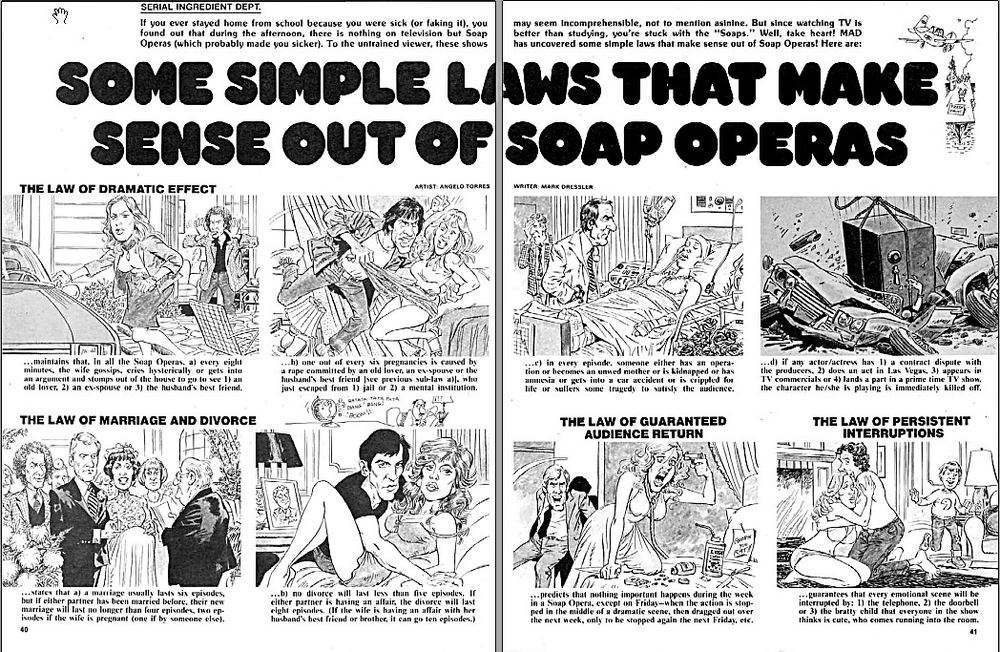 SERIAL INGREDIENT DEPT.
If you ever stayed home from school because you were sick (or faking it), you
found out that during the afternoon, there is nothing on television but Soap
Operas (which probably made you sicker). To the untrained viewer, these shows
may seem incomprehensible, not to mention asinine. But since watching TV is
better than studying, you're stuck with the "Soaps." Well, take heart! MAD
has uncovered some simple laws that make sense out of Soap Operas! Here are:
SOME SIMPLE LAWS THAT MAKE
SENSE OUT OF SOAP OPERAS
THE LAW OF DRAMATIC EFFECT
ARTIST: ANGELO TORRES
WRITER: MARK DRESSLER
...maintains that, in all the Soap Operas, a) every eight
minutes, the wife gossips, cries hysterically or gets into
an argument and stomps out of the house to go to see 1) an
old lover, 2) an ex-spouse or 3) the husband's best friend.
...b) one out of every six pregnancies is caused by
a rape committed by an old lover, an ex-spouse or the
husband's best friend [see previous sub-law a)], who
just escaped from 1) jail or 2) a mental institution.
...c) in every episode, someone either has an opera-
tion or becomes an unwed mother or is kidnapped or has
amnesia or gets into a car accident or is crippled for
life or suffers some tragedy to satisfy the audience.
...d) if any actor/actress has 1) a contract dispute with
the producers, 2) does an act in Las Vegas, 3) appears in
TV commercials or 4) lands a part in a prime time TV show,
the character he/she is playing is immediately killed off.
THE LAW OF MARRIAGE AND DIVORCE
...states that a) a marriage usually lasts six episodes,
but if either partner has been married before, their new
marriage will last no longer than four episodes, two ep-
isodes if the wife is pregnant (one if by someone else).
...b) no divorce will last less than five episodes. If
either partner is having an affair, the divorce will last
eight episodes. (If the wife is having an affair with her
husband's best friend or brother, it can go ten episodes.)
THE LAW OF GUARANTEED
AUDIENCE RETURN
...predicts that nothing important happens during the week
in a Soap Opera, except on Friday—when the action is stop-
ped in the middle of a dramatic scene, then dragged out over
the next week, only to be stopped again the next Friday, etc.
THE LAW OF PERSISTENT
INTERRUPTIONS
...guarantees that every emotional scene will be
interrupted by: 1) the telephone, 2) the doorbell
or 3) the bratty child that everyone in the show
thinks is cute, who comes running into the room.
40
41